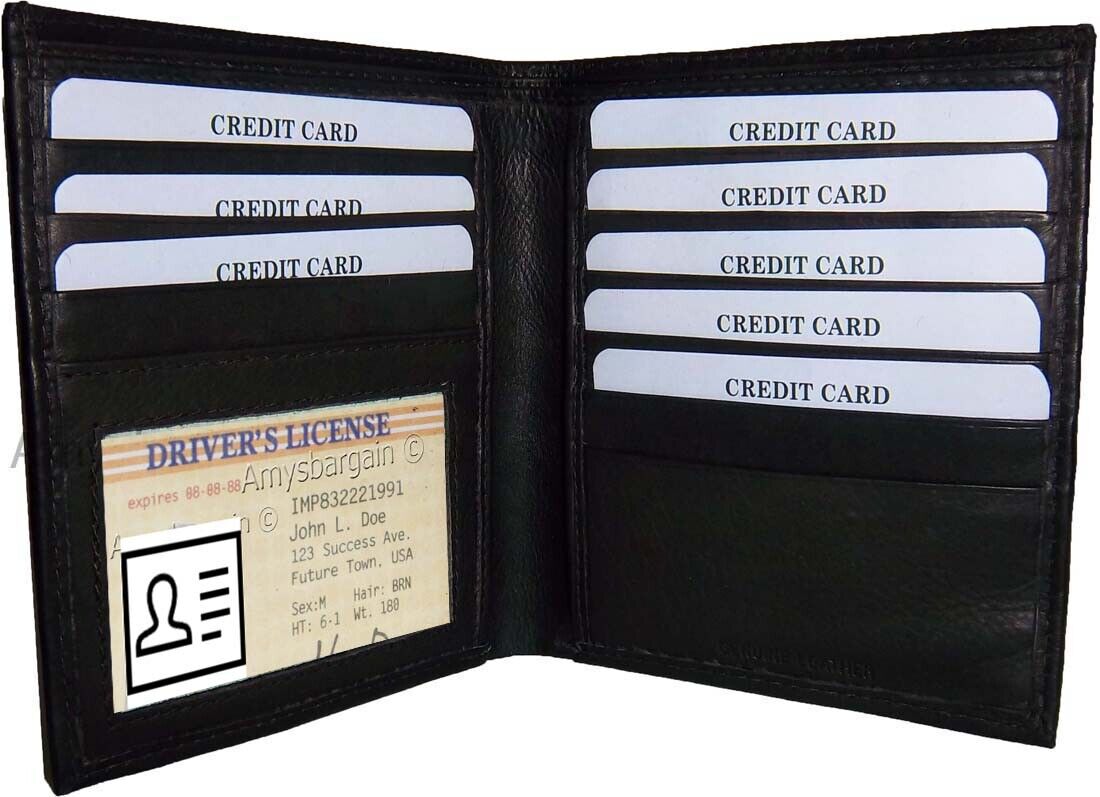 CREDIT CARD
CREDIT CARD
CREDIT CARD
DRIVER'S LICENSE
expires 08-08-88
Amysbargain ©
IMP832221991
©
John L. Doe
123 Success Ave.
Future Town. USA
Sex:M Hair: BRN
HT: 6-1 Wt. 180
CREDIT CARD
CREDIT CARD
CREDIT CARD
CREDIT CARD
CREDIT CARD
GENUINE LEATHER